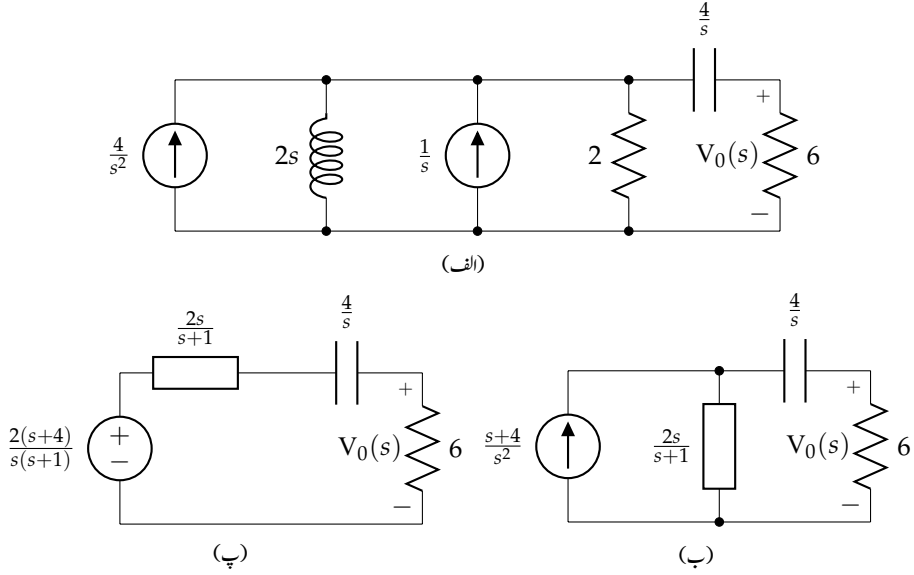 4/s
4/s² 2s 1/s 2 + V₀(s) − 6
(الف)
2s/(s+1) 4/s
2(s+4)/(s(s+1)) + − + V₀(s) − 6
(پ)
4/s
(s+4)/s² 2s/(s+1) + V₀(s) − 6
(ب)